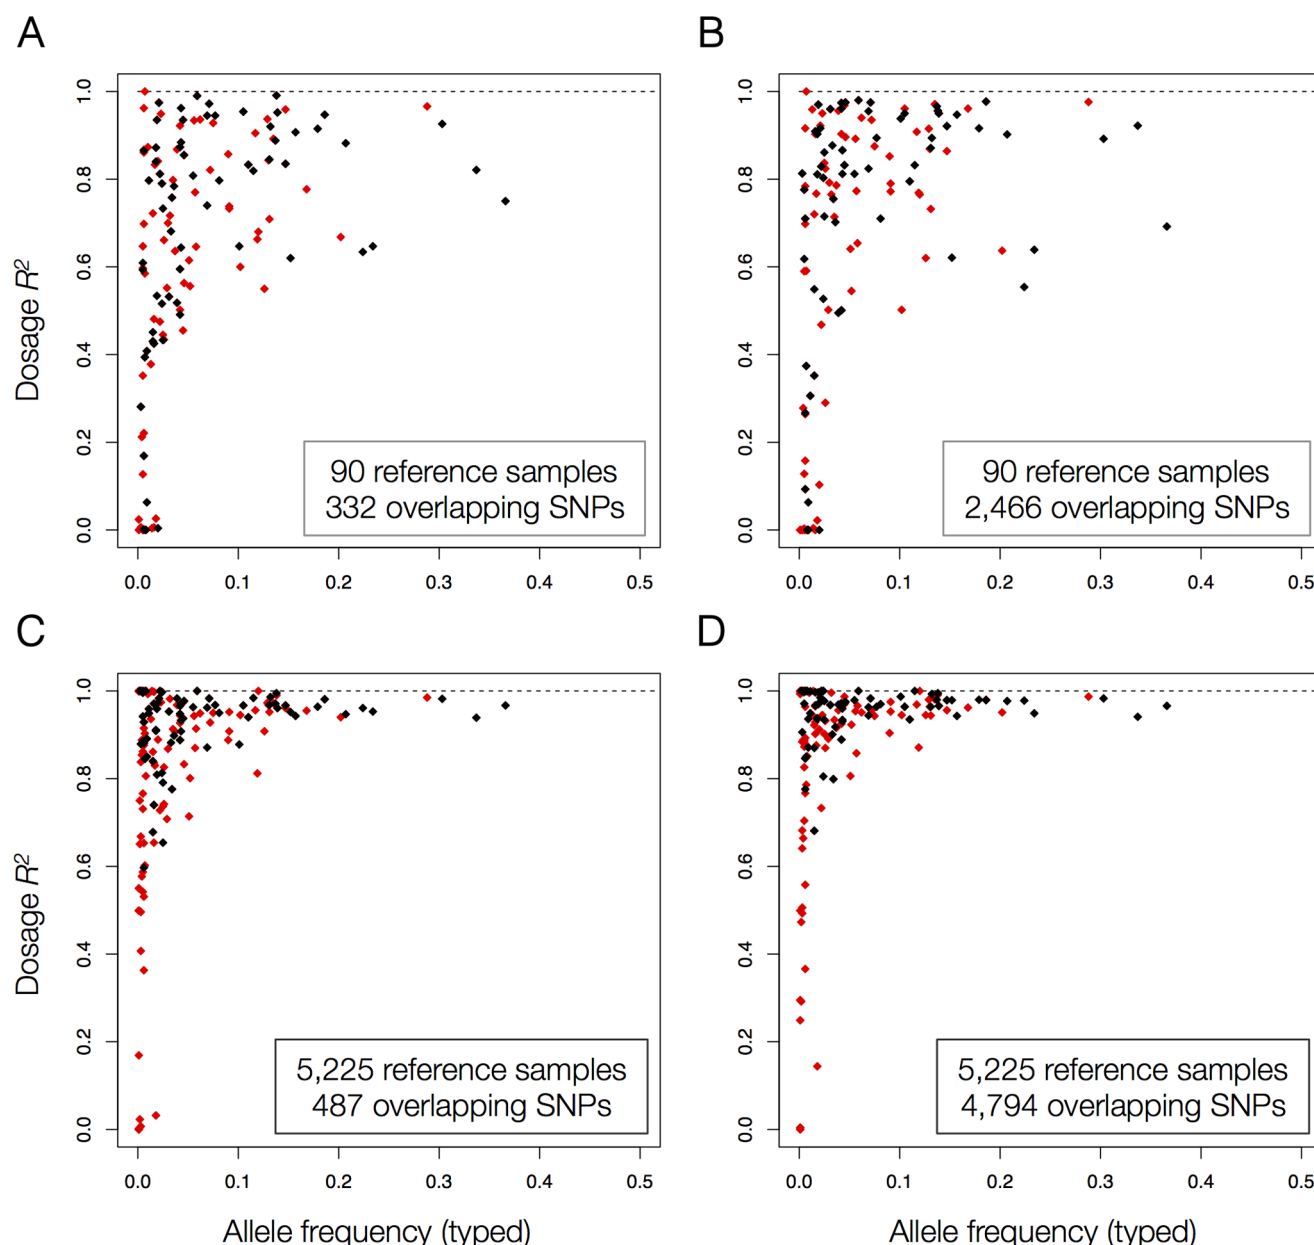 A
B
1.0
0.8
0.6
0.4
0.2
0.0
Dosage R²
90 reference samples
332 overlapping SNPs
0.0 0.1 0.2 0.3 0.4 0.5
1.0
0.8
0.6
0.4
0.2
0.0
90 reference samples
2,466 overlapping SNPs
0.0 0.1 0.2 0.3 0.4 0.5
C
D
1.0
0.8
0.6
0.4
0.2
0.0
Dosage R²
5,225 reference samples
487 overlapping SNPs
0.0 0.1 0.2 0.3 0.4 0.5
Allele frequency (typed)
1.0
0.8
0.6
0.4
0.2
0.0
5,225 reference samples
4,794 overlapping SNPs
0.0 0.1 0.2 0.3 0.4 0.5
Allele frequency (typed)